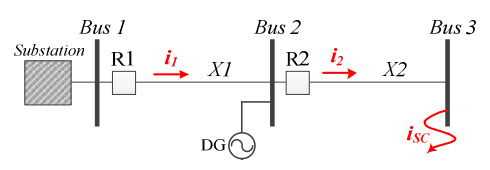 Bus 1 Bus 2 Bus 3
Substation R1 i1 X1 R2 i2 X2
DG iSC